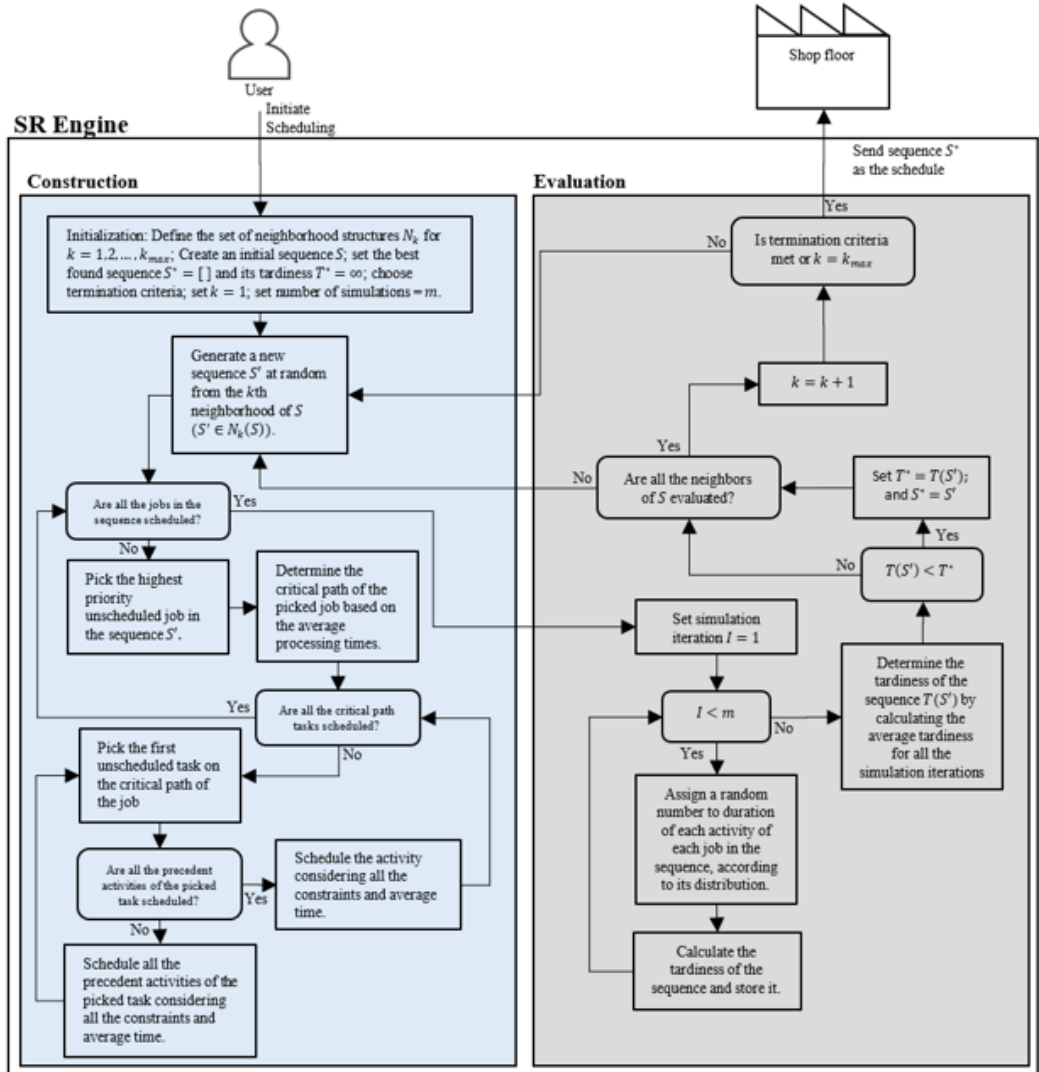 User
Initiate
Scheduling
Shop floor
SR Engine
Send sequence S*
as the schedule
Construction
Initialization: Define the set of neighborhood structures Nₖ for
k = 1,2, ..., kₘₐₓ; Create an initial sequence S; set the best
found sequence S* = [ ] and its tardiness T* = ∞; choose
termination criteria; set k = 1; set number of simulations = m.
Generate a new
sequence S′ at random
from the kth
neighborhood of S
(S′ ∈ Nₖ(S)).
Are all the jobs in the
sequence scheduled?
Yes
No
Pick the highest
priority
unscheduled job in
the sequence S′.
Determine the
critical path of the
picked job based on
the average
processing times.
Are all the critical path
tasks scheduled?
Yes
No
Pick the first
unscheduled task on
the critical path of
the job
Are all the precedent
activities of the picked
task scheduled?
Yes
No
Schedule the activity
considering all the
constraints and
average time.
Schedule all the
precedent activities of the
picked task considering
all the constraints and
average time.
Evaluation
Yes
No
Is termination criteria
met or k = kₘₐₓ
k = k + 1
Yes
No
Are all the neighbors
of S evaluated?
Set T* = T(S′);
and S* = S′
Yes
No
T(S′) < T*
Set simulation
iteration I = 1
Determine the
tardiness of the
sequence T(S′) by
calculating the
average tardiness
for all the
simulation iterations
I < m
No
Yes
Assign a random
number to duration
of each activity of
each job in the
sequence, according
to its distribution.
Calculate the
tardiness of the
sequence and store it.